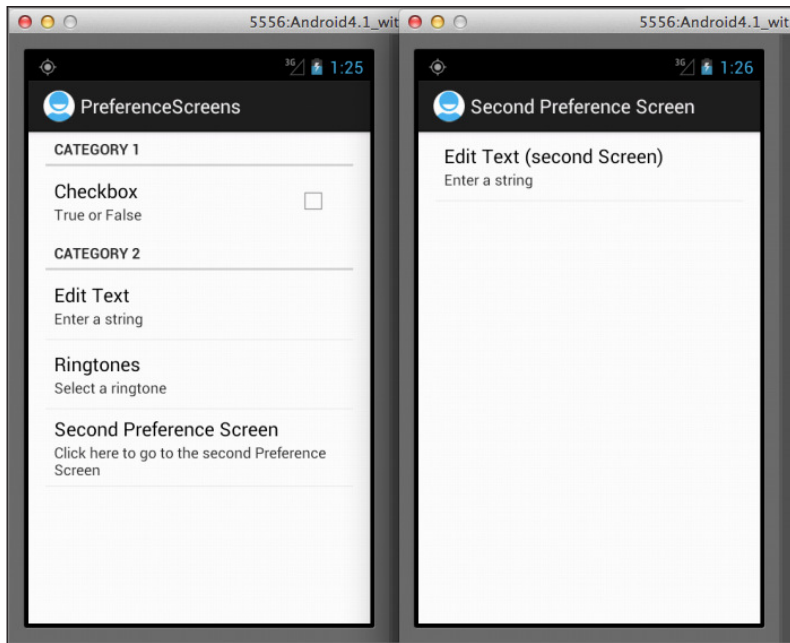 5556:Android4.1_wit
3G 1:25
PreferenceScreens
CATEGORY 1
Checkbox
True or False
CATEGORY 2
Edit Text
Enter a string
Ringtones
Select a ringtone
Second Preference Screen
Click here to go to the second Preference
Screen
5556:Android4.1_wit
3G 1:26
Second Preference Screen
Edit Text (second Screen)
Enter a string